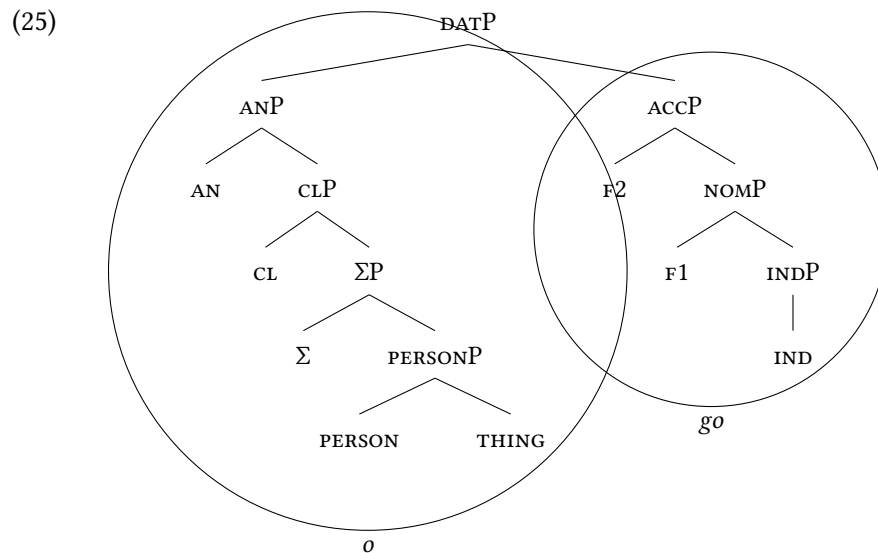 (25)
DATP
ANP ACCP
AN CLP F2 NOMP
CL ΣP F1 INDP
Σ PERSONP IND
PERSON THING
go
o